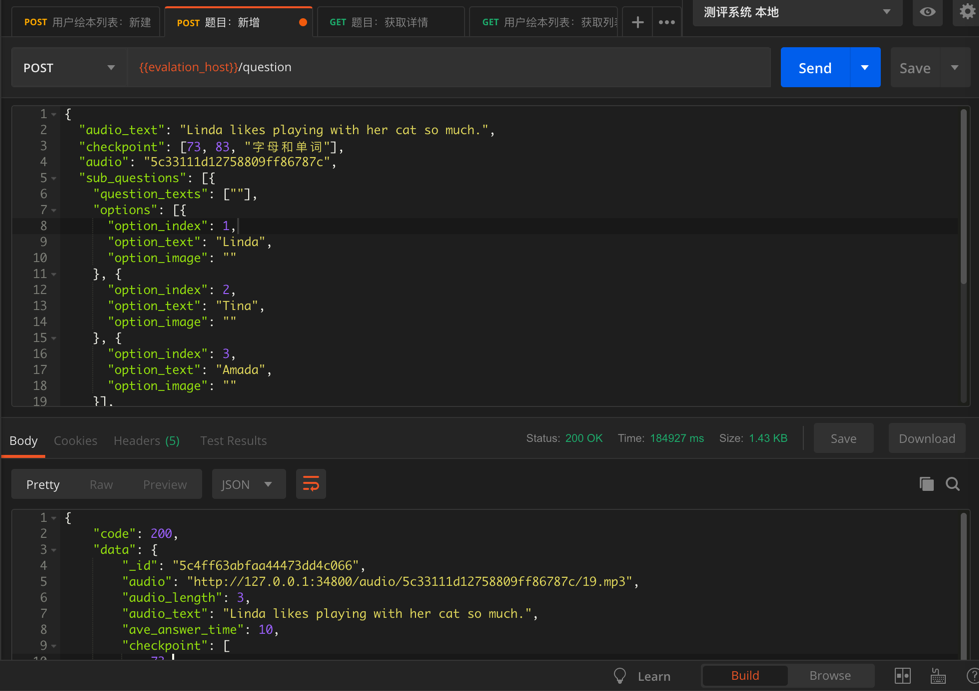 POST 用户绘本列表：新建
POST 题目：新增
GET 题目：获取详情
GET 用户绘本列表：获取列
+ •••
测评系统 本地
POST
{{evalation_host}}/question
Send
Save
1 {
2 "audio_text": "Linda likes playing with her cat so much.",
3 "checkpoint": [73, 83, "字母和单词"],
4 "audio": "5c33111d12758809ff86787c",
5 "sub_questions": [{
6 "question_texts": [""],
7 "options": [{
8 "option_index": 1,
9 "option_text": "Linda",
10 "option_image": ""
11 }, {
12 "option_index": 2,
13 "option_text": "Tina",
14 "option_image": ""
15 }, {
16 "option_index": 3,
17 "option_text": "Amada",
18 "option_image": ""
19 }],
Body Cookies Headers (5) Test Results
Status: 200 OK Time: 184927 ms Size: 1.43 KB
Save Download
Pretty Raw Preview JSON
1 {
2 "code": 200,
3 "data": {
4 "_id": "5c4ff63abfaa44473dd4c066",
5 "audio": "http://127.0.0.1:34800/audio/5c33111d12758809ff86787c/19.mp3",
6 "audio_length": 3,
7 "audio_text": "Linda likes playing with her cat so much.",
8 "ave_answer_time": 10,
9 "checkpoint": [
10 73,
Learn Build Browse